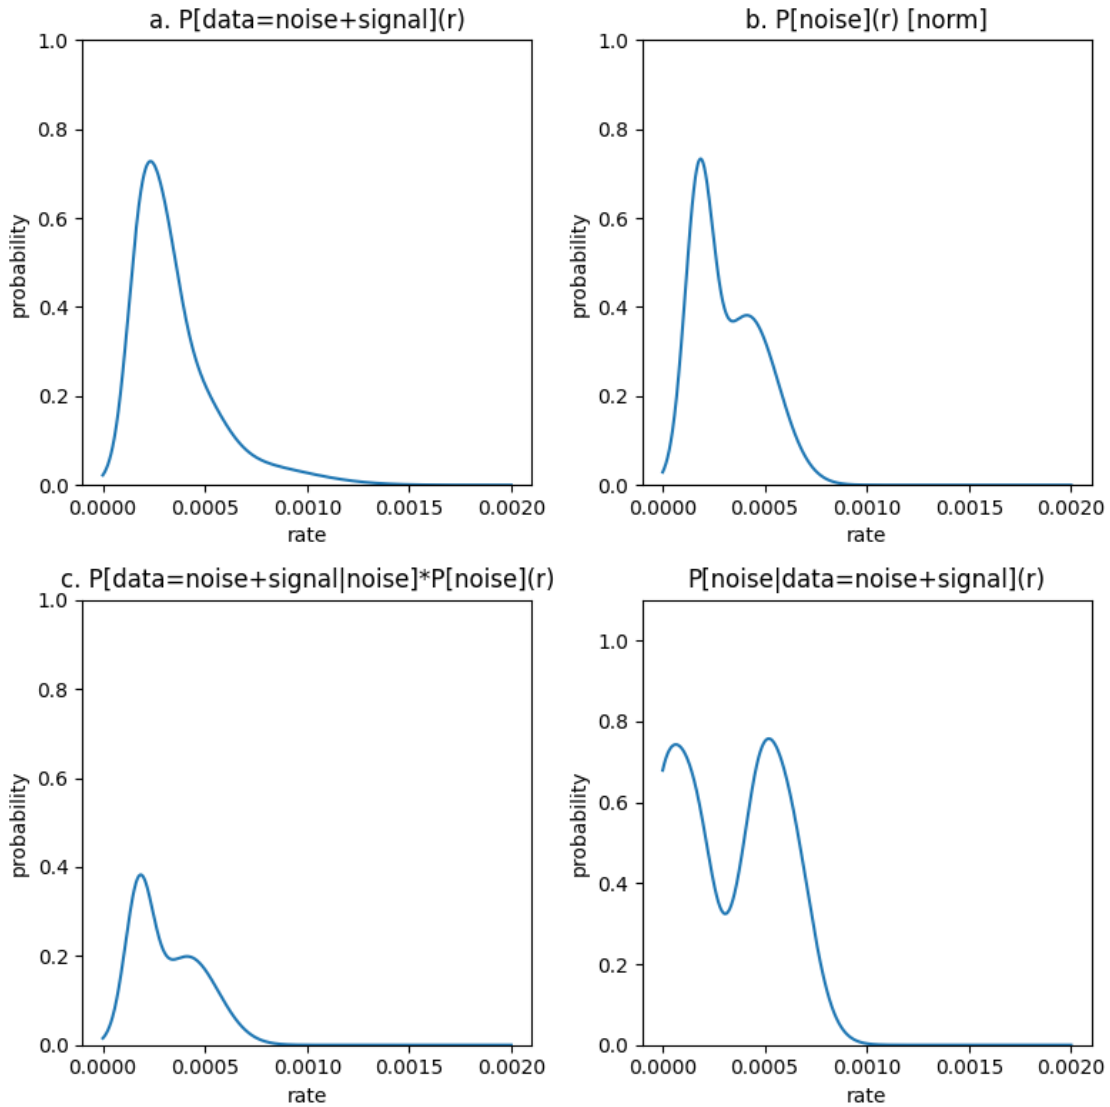 a. P[data=noise+signal](r)
1.0
0.8
0.6
0.4
0.2
0.0
probability
0.0000 0.0005 0.0010 0.0015 0.0020
rate
b. P[noise](r) [norm]
1.0
0.8
0.6
0.4
0.2
0.0
probability
0.0000 0.0005 0.0010 0.0015 0.0020
rate
c. P[data=noise+signal|noise]*P[noise](r)
1.0
0.8
0.6
0.4
0.2
0.0
probability
0.0000 0.0005 0.0010 0.0015 0.0020
rate
P[noise|data=noise+signal](r)
1.0
0.8
0.6
0.4
0.2
0.0
probability
0.0000 0.0005 0.0010 0.0015 0.0020
rate